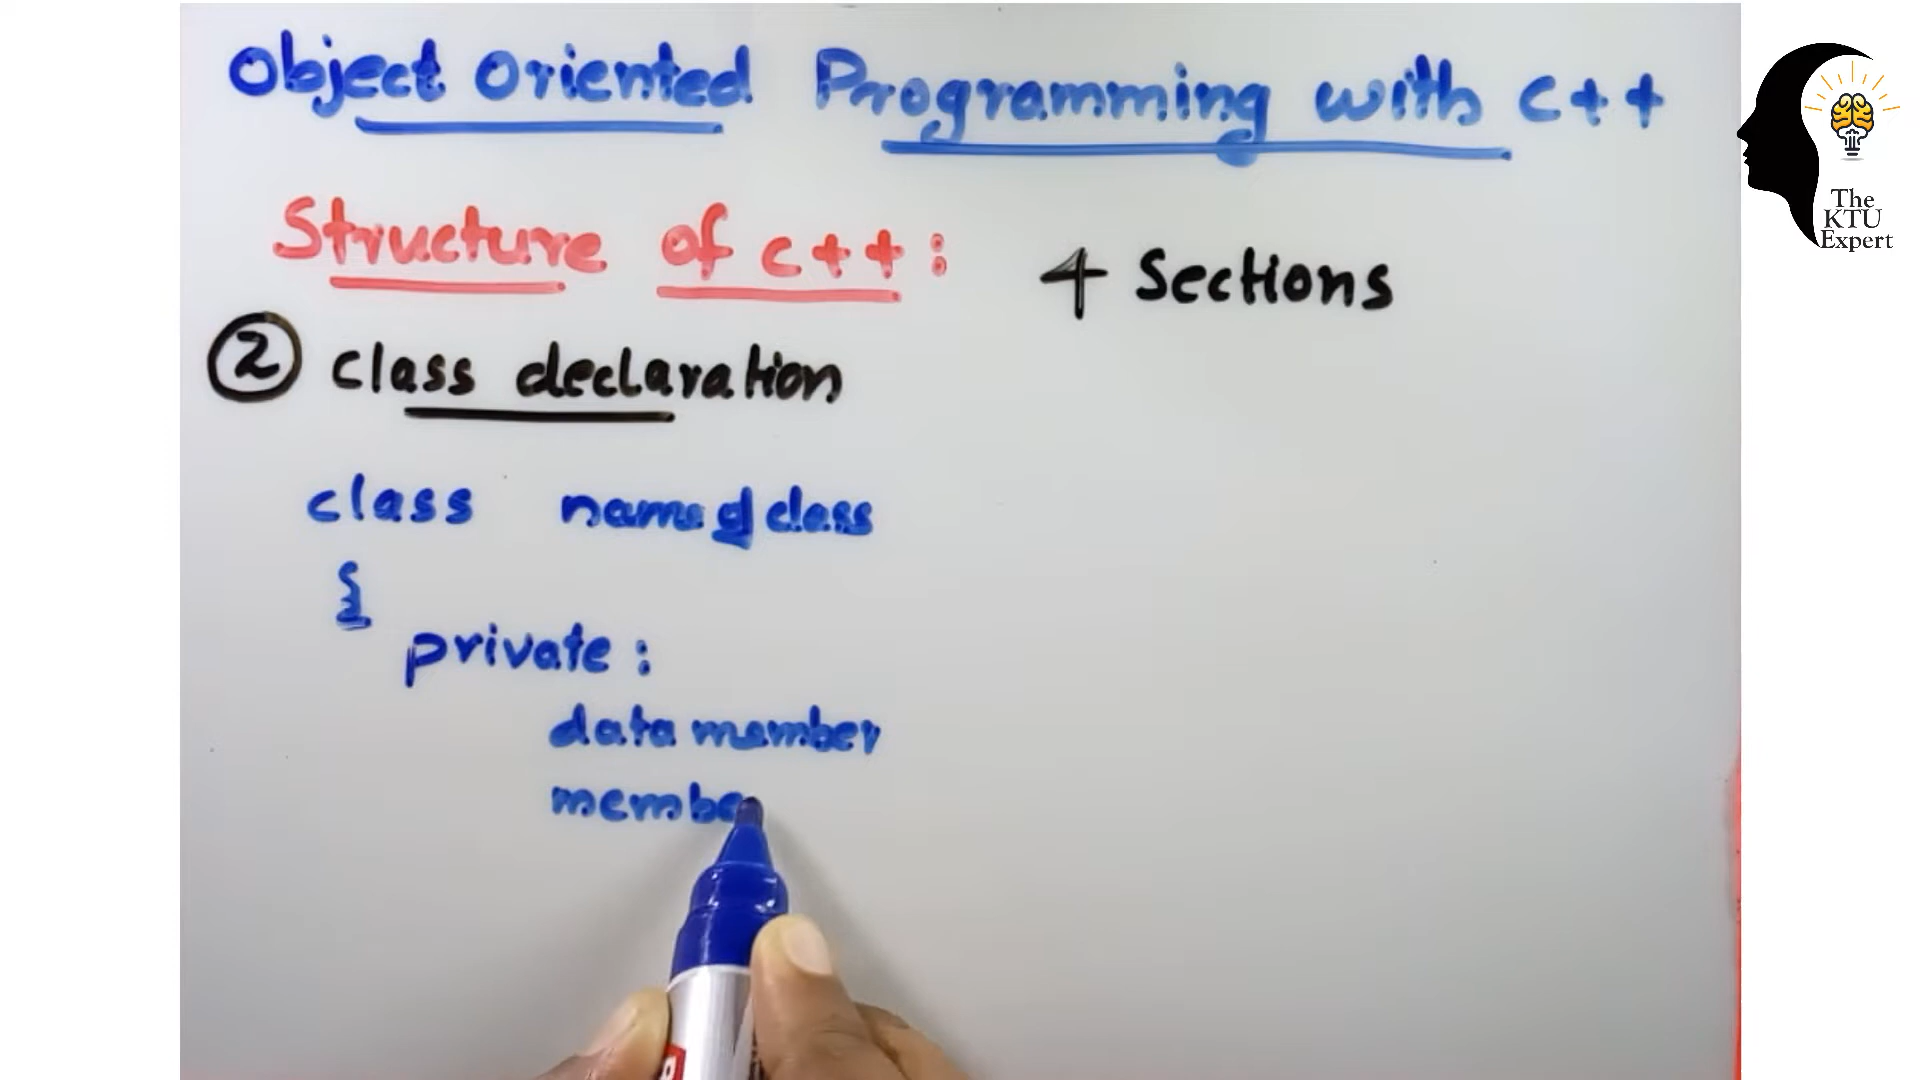 Object Oriented Programming with C++
Structure of C++ :
4 Sections
2 class declaration
class name of class
{
private :
data member
membe
The
KTU
Expert